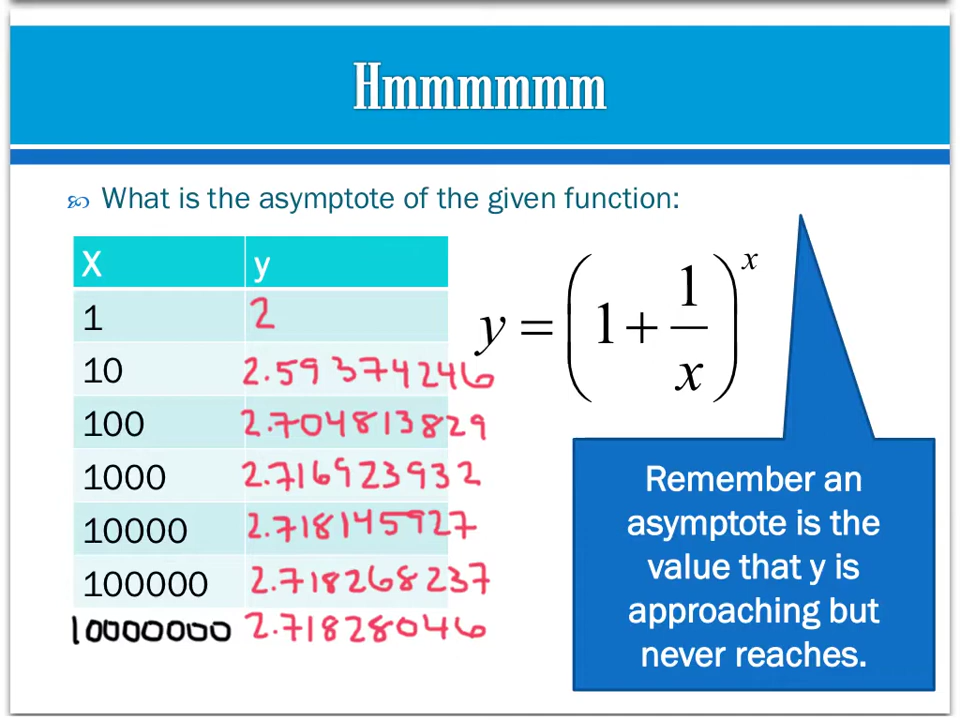 Hmmmmmm
What is the asymptote of the given function:
X y
1 2
10 2.59374246
100 2.704813829
1000 2.716923932
10000 2.718145927
100000 2.718268237
10000000 2.71828046
y = (1 + 1/x)^x
Remember an
asymptote is the
value that y is
approaching but
never reaches.